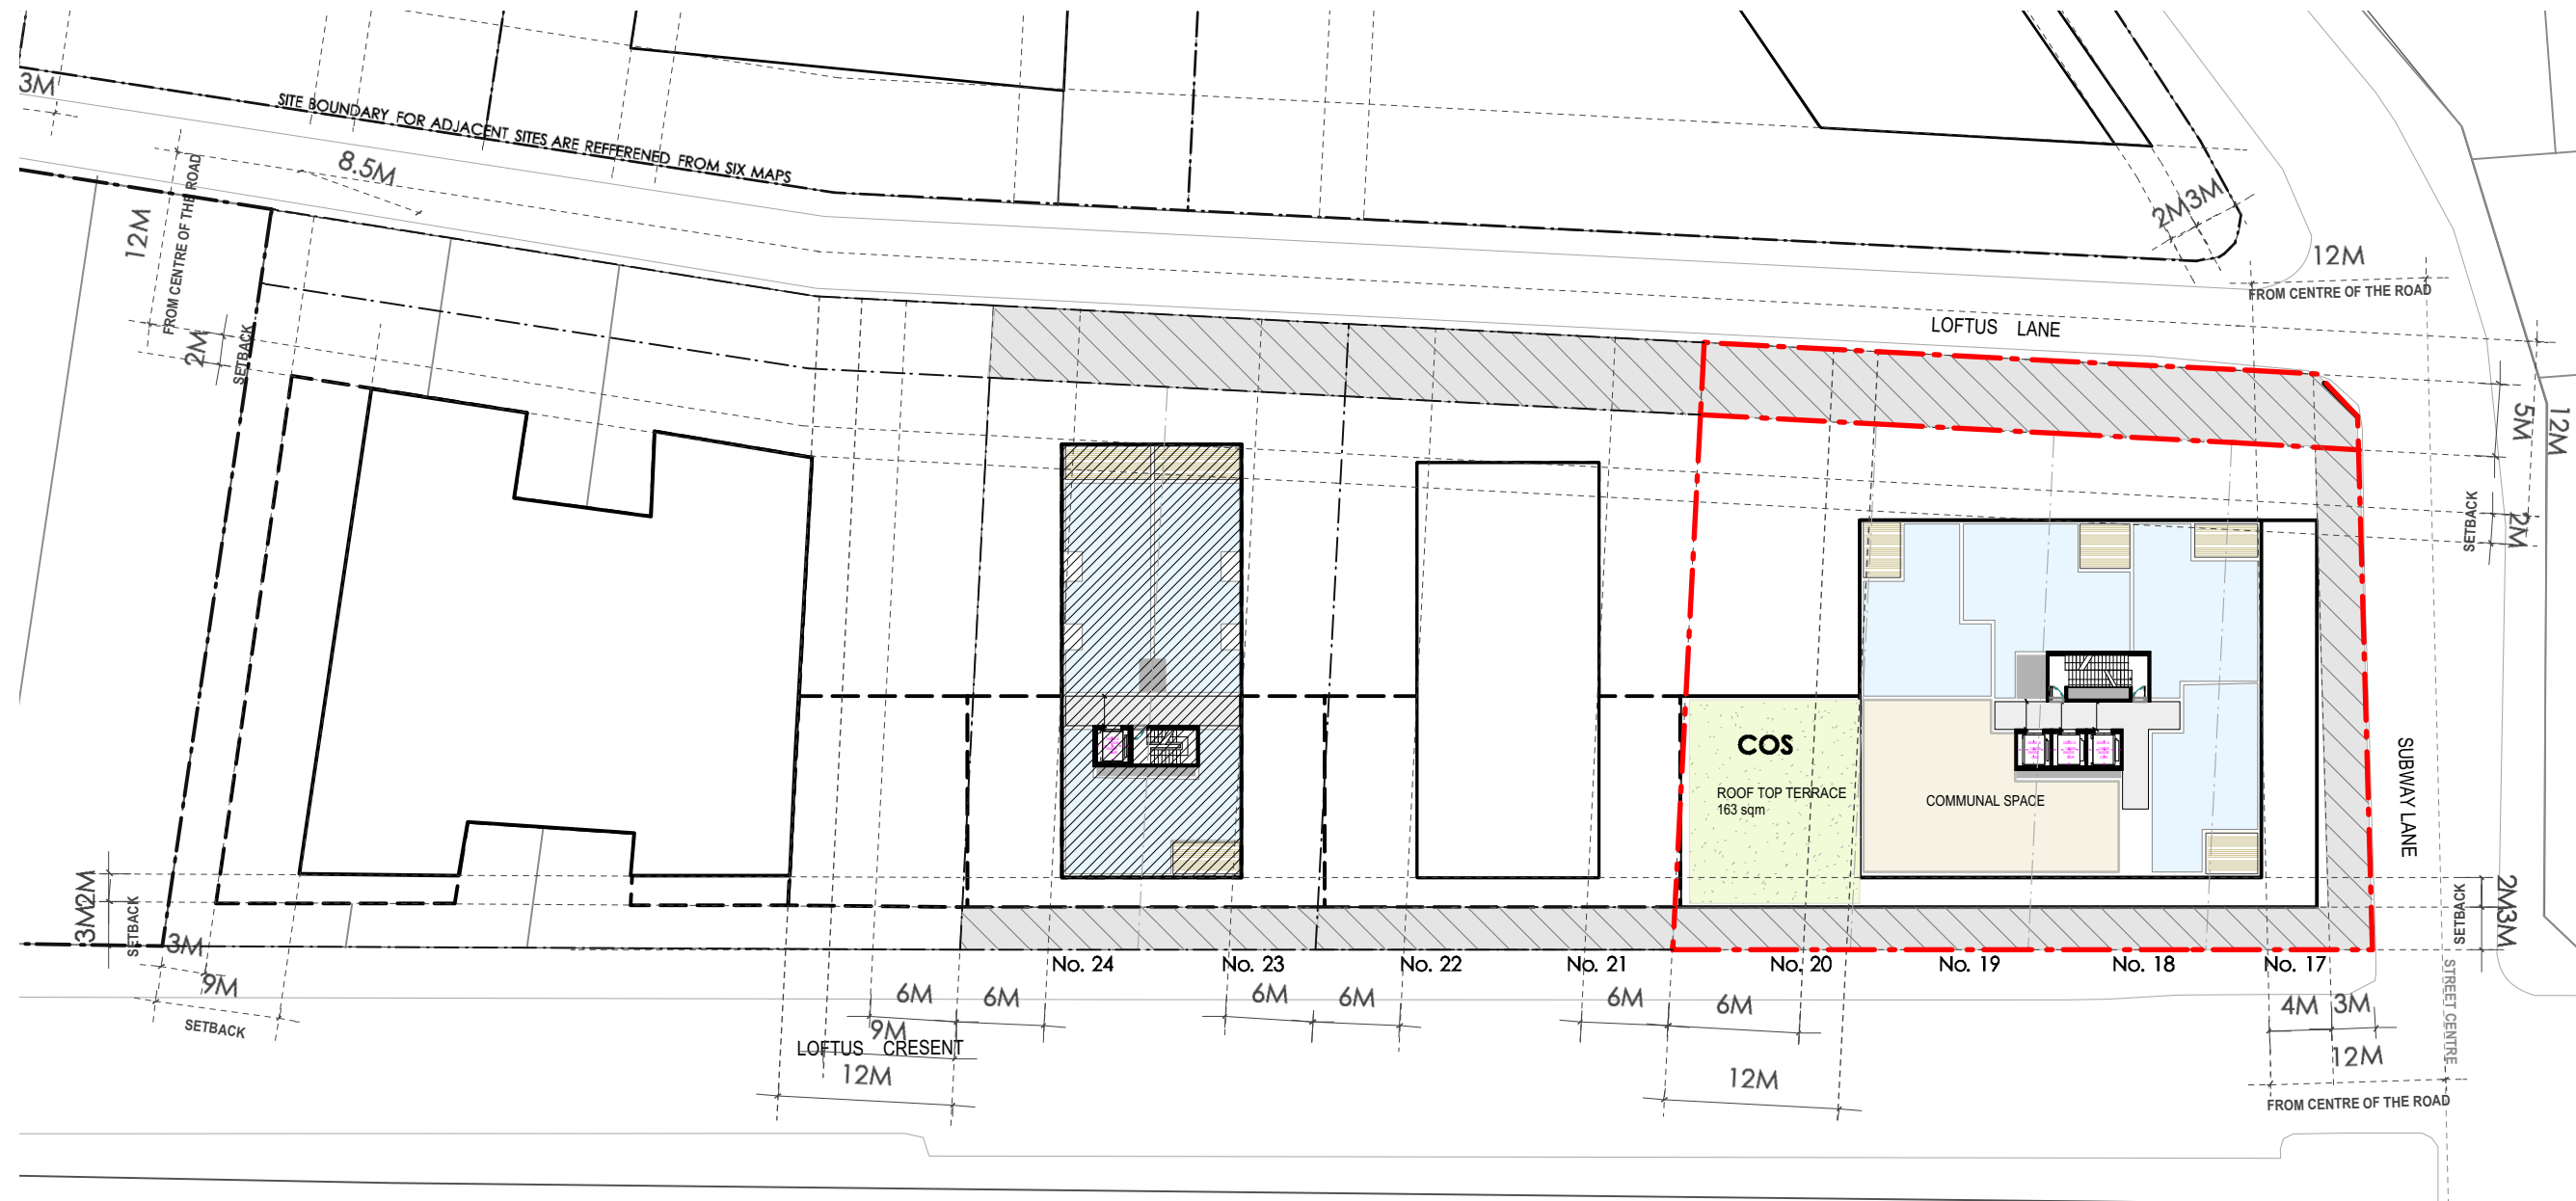 3M
SITE BOUNDARY FOR ADJACENT SITES ARE REFFERENED FROM SIX MAPS
8.5M
12M
FROM CENTRE OF THE ROAD
2M
SETBACK
2M3M
12M
FROM CENTRE OF THE ROAD
LOFTUS LANE
5M
12M
SETBACK
2M
COS
ROOF TOP TERRACE
163 sqm
COMMUNAL SPACE
SUBWAY LANE
3M2M
SETBACK
3M
9M
SETBACK
2M3M
SETBACK
No. 24
No. 23
No. 22
No. 21
No. 20
No. 19
No. 18
No. 17
6M
6M
6M
6M
6M
6M
4M
3M
9M
LOFTUS CRESENT
12M
12M
12M
FROM CENTRE OF THE ROAD
STREET CENTRE